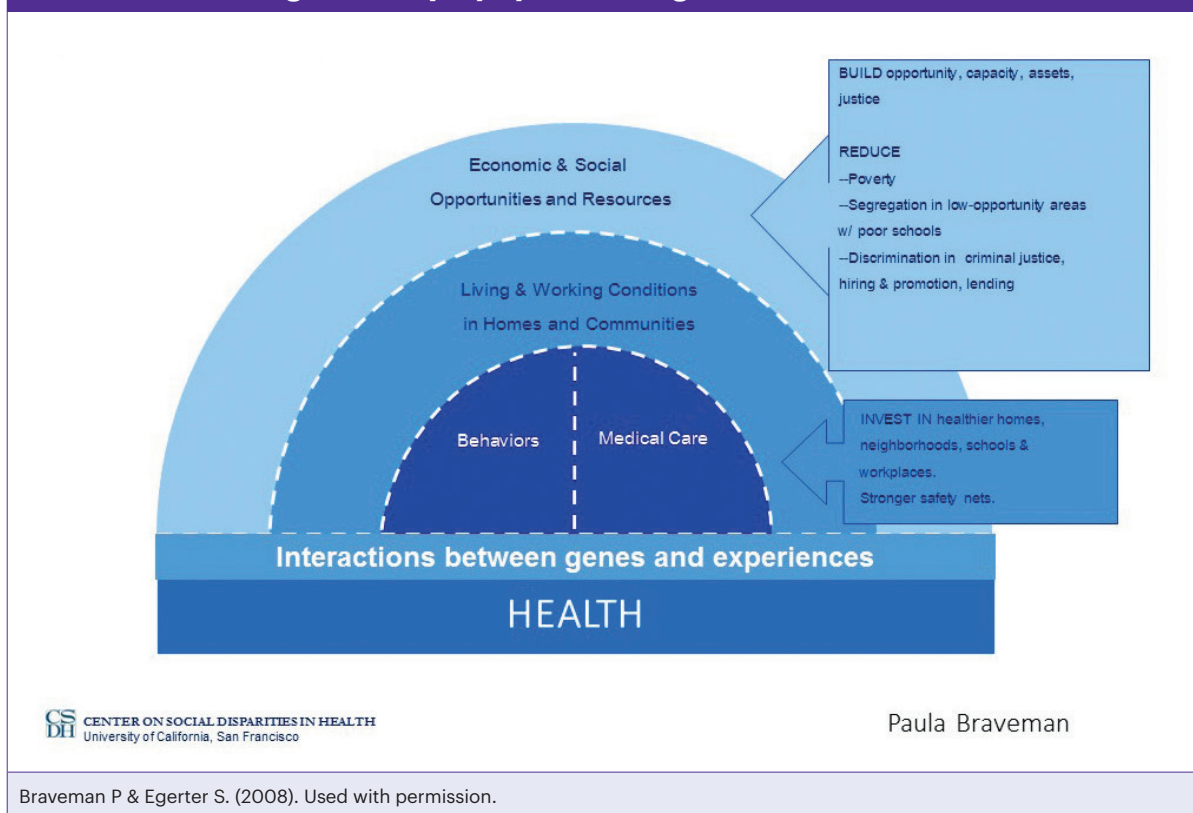 Economic & Social
Opportunities and Resources
Living & Working Conditions
in Homes and Communities
Behaviors
Medical Care
BUILD opportunity, capacity, assets,
justice
REDUCE
--Poverty
--Segregation in low-opportunity areas
w/ poor schools
--Discrimination in criminal justice,
hiring & promotion, lending
INVEST IN healthier homes,
neighborhoods, schools &
workplaces.
Stronger safety nets.
Interactions between genes and experiences
HEALTH
CSDH
CENTER ON SOCIAL DISPARITIES IN HEALTH
University of California, San Francisco
Paula Braveman
Braveman P & Egerter S. (2008). Used with permission.